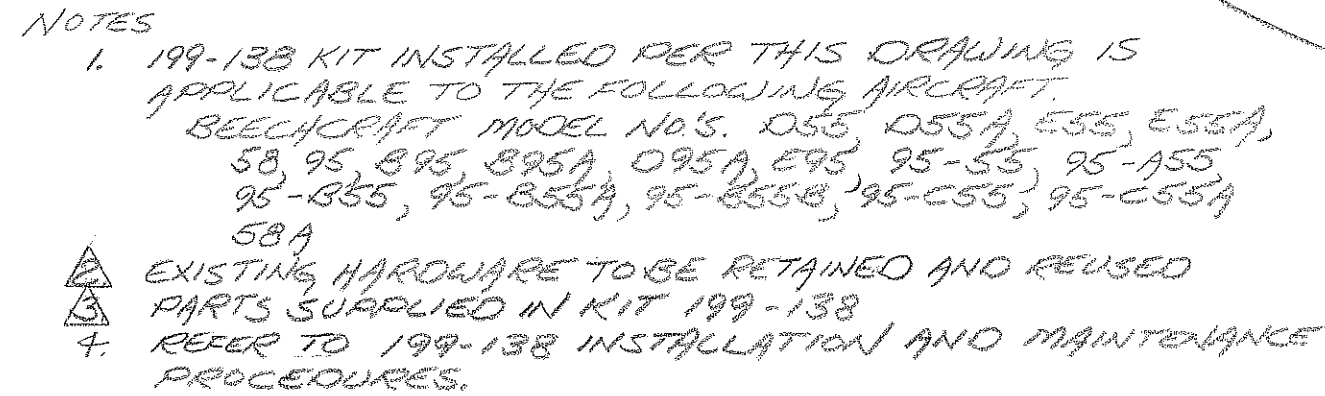 NOTES
1. 199-138 KIT INSTALLED PER THIS DRAWING IS
APPLICABLE TO THE FOLLOWING AIRCRAFT.
BEECHCRAFT MODEL NO'S. D55, D55A, E55, E55A,
58, 95, B95, B95A, D95A, E95, 95-55, 95-A55,
95-B55, 95-B55A, 95-B55B, 95-C55, 95-C55A
58A
2 EXISTING HARDWARE TO BE RETAINED AND REUSED
3 PARTS SUPPLIED IN KIT 199-138
4. REFER TO 199-138 INSTALLATION AND MAINTENANCE
PROCEDURES.